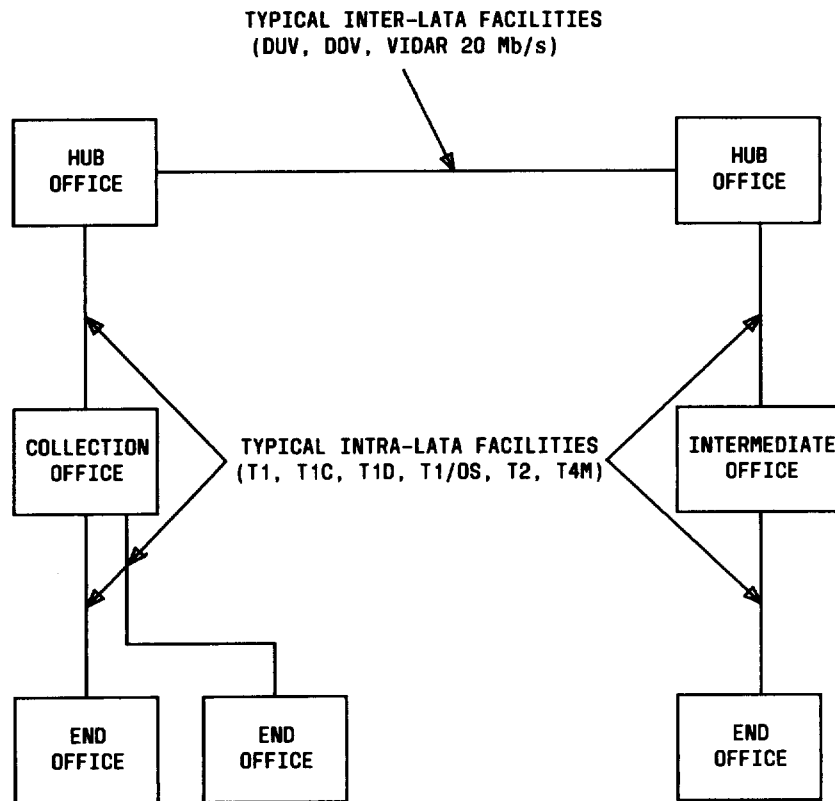 TYPICAL INTER-LATA FACILITIES
(DUV, DOV, VIDAR 20 Mb/s)
HUB
OFFICE
HUB
OFFICE
COLLECTION
OFFICE
TYPICAL INTRA-LATA FACILITIES
(T1, T1C, T1D, T1/OS, T2, T4M)
INTERMEDIATE
OFFICE
END
OFFICE
END
OFFICE
END
OFFICE